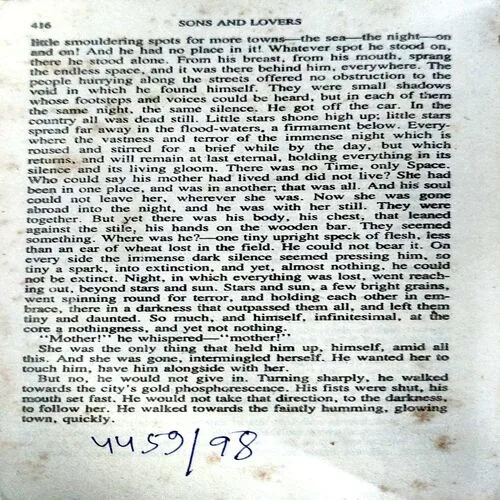 416 SONS AND LOVERS
little smouldering spots for more towns—the sea—the night—on
and on! And he had no place in it! Whatever spot he stood on,
there he stood alone. From his breast, from his mouth, sprang
the endless space, and it was there behind him, everywhere. The
people hurrying along the streets offered no obstruction to the
void in which he found himself. They were small shadows
whose footsteps and voices could be heard, but in each of them
the same night, the same silence. He got off the car. In the
country all was dead still. Little stars shone high up; little stars
spread far away in the flood-waters, a firmament below. Every-
where the vastness and terror of the immense night which is
roused and stirred for a brief while by the day, but which
returns, and will remain at last eternal, holding everything in its
silence and its living gloom. There was no Time, only Space.
Who could say his mother had lived and did not live? She had
been in one place, and was in another; that was all. And his soul
could not leave her, wherever she was. Now she was gone
abroad into the night, and he was with her still. They were
together. But yet there was his body, his chest, that leaned
against the stile, his hands on the wooden bar. They seemed
something. Where was he?—one tiny upright speck of flesh, less
than an ear of wheat lost in the field. He could not bear it. On
every side the immense dark silence seemed pressing him, so
tiny a spark, into extinction, and yet, almost nothing, he could
not be extinct. Night, in which everything was lost, went reach-
ing out, beyond stars and sun. Stars and sun, a few bright grains,
went spinning round for terror, and holding each other in em-
brace, there in a darkness that outpassed them all, and left them
tiny and daunted. So much, and himself, infinitesimal, at the
core a nothingness, and yet not nothing.
"Mother!" he whispered—"mother!"
She was the only thing that held him up, himself, amid all
this. And she was gone, intermingled herself. He wanted her to
touch him, have him alongside with her.
But no, he would not give in. Turning sharply, he walked
towards the city's gold phosphorescence. His fists were shut, his
mouth set fast. He would not take that direction, to the darkness,
to follow her. He walked towards the faintly humming, glowing
town, quickly.
4459/98